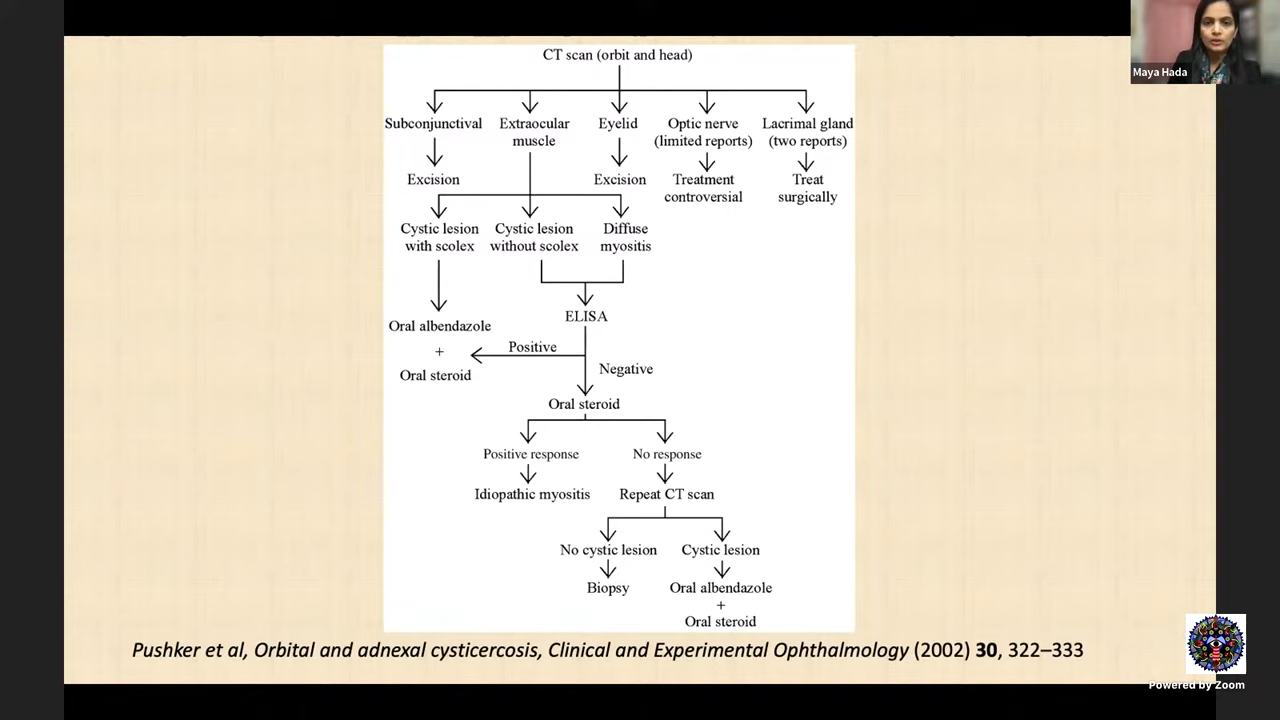 Maya Hada
CT scan (orbit and head)
Subconjunctival
Extraocular
muscle
Eyelid
Optic nerve
(limited reports)
Lacrimal gland
(two reports)
Excision
Excision
Treatment
controversial
Treat
surgically
Cystic lesion
with scolex
Cystic lesion
without scolex
Diffuse
myositis
Oral albendazole
+
Oral steroid
ELISA
Positive
Negative
Oral steroid
Positive response
No response
Idiopathic myositis
Repeat CT scan
No cystic lesion
Cystic lesion
Biopsy
Oral albendazole
+
Oral steroid
Pushker et al, Orbital and adnexal cysticercosis, Clinical and Experimental Ophthalmology (2002) 30, 322–333
Powered by Zoom